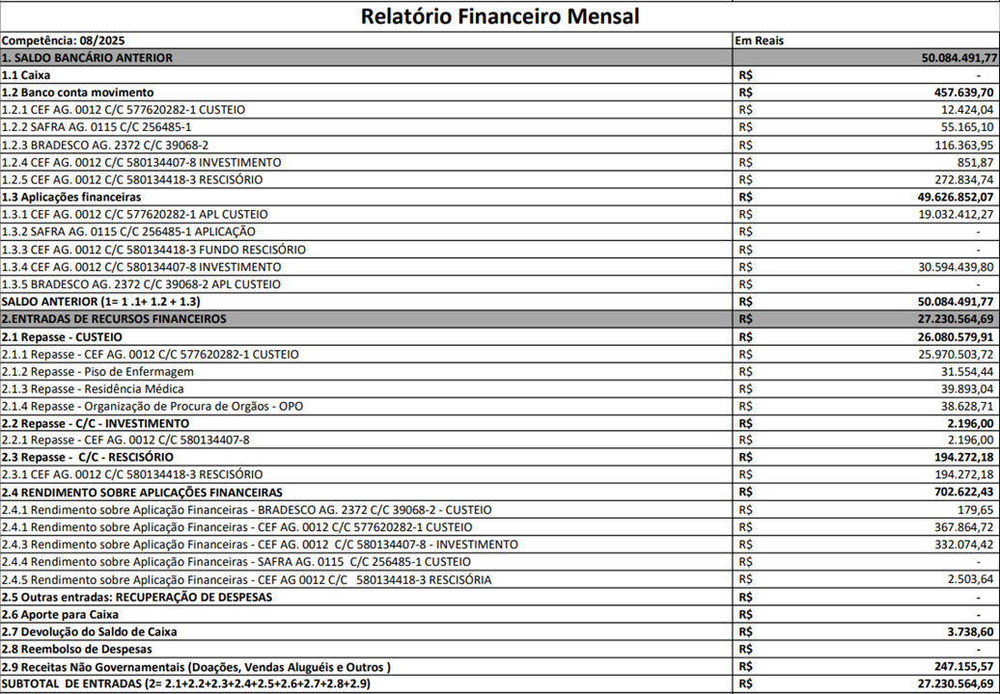 Relatório Financeiro Mensal
Competência: 08/2025 Em Reais
1. SALDO BANCÁRIO ANTERIOR 50.084.491,77
1.1 Caixa R$ -
1.2 Banco conta movimento R$ 457.639,70
1.2.1 CEF AG. 0012 C/C 577620282-1 CUSTEIO R$ 12.424,04
1.2.2 SAFRA AG. 0115 C/C 256485-1 R$ 55.165,10
1.2.3 BRADESCO AG. 2372 C/C 39068-2 R$ 116.363,95
1.2.4 CEF AG. 0012 C/C 580134407-8 INVESTIMENTO R$ 851,87
1.2.5 CEF AG. 0012 C/C 580134418-3 RESCISÓRIO R$ 272.834,74
1.3 Aplicações financeiras R$ 49.626.852,07
1.3.1 CEF AG. 0012 C/C 577620282-1 APL CUSTEIO R$ 19.032.412,27
1.3.2 SAFRA AG. 0115 C/C 256485-1 APLICAÇÃO R$ -
1.3.3 CEF AG. 0012 C/C 580134418-3 FUNDO RESCISÓRIO R$ -
1.3.4 CEF AG. 0012 C/C 580134407-8 INVESTIMENTO R$ 30.594.439,80
1.3.5 BRADESCO AG. 2372 C/C 39068-2 APL CUSTEIO R$ -
SALDO ANTERIOR (1= 1 .1+ 1.2 + 1.3) R$ 50.084.491,77
2.ENTRADAS DE RECURSOS FINANCEIROS R$ 27.230.564,69
2.1 Repasse - CUSTEIO R$ 26.080.579,91
2.1.1 Repasse - CEF AG. 0012 C/C 577620282-1 CUSTEIO R$ 25.970.503,72
2.1.2 Repasse - Piso de Enfermagem R$ 31.554,44
2.1.3 Repasse - Residência Médica R$ 39.893,04
2.1.4 Repasse - Organização de Procura de Orgãos - OPO R$ 38.628,71
2.2 Repasse - C/C - INVESTIMENTO R$ 2.196,00
2.2.1 Repasse - CEF AG. 0012 C/C 580134407-8 R$ 2.196,00
2.3 Repasse - C/C - RESCISÓRIO R$ 194.272,18
2.3.1 CEF AG. 0012 C/C 580134418-3 RESCISÓRIO R$ 194.272,18
2.4 RENDIMENTO SOBRE APLICAÇÕES FINANCEIRAS R$ 702.622,43
2.4.1 Rendimento sobre Aplicação Financeiras - BRADESCO AG. 2372 C/C 39068-2 - CUSTEIO R$ 179,65
2.4.1 Rendimento sobre Aplicação Financeiras - CEF AG. 0012 C/C 577620282-1 CUSTEIO R$ 367.864,72
2.4.3 Rendimento sobre Aplicação Financeiras - CEF AG. 0012 C/C 580134407-8 - INVESTIMENTO R$ 332.074,42
2.4.4 Rendimento sobre Aplicação Financeiras - SAFRA AG. 0115 C/C 256485-1 CUSTEIO R$ -
2.4.5 Rendimento sobre Aplicação Financeiras - CEF AG 0012 C/C 580134418-3 RESCISÓRIA R$ 2.503,64
2.5 Outras entradas: RECUPERAÇÃO DE DESPESAS R$ -
2.6 Aporte para Caixa R$ -
2.7 Devolução do Saldo de Caixa R$ 3.738,60
2.8 Reembolso de Despesas R$ -
2.9 Receitas Não Governamentais (Doações, Vendas Aluguéis e Outros ) R$ 247.155,57
SUBTOTAL DE ENTRADAS (2= 2.1+2.2+2.3+2.4+2.5+2.6+2.7+2.8+2.9) R$ 27.230.564,69